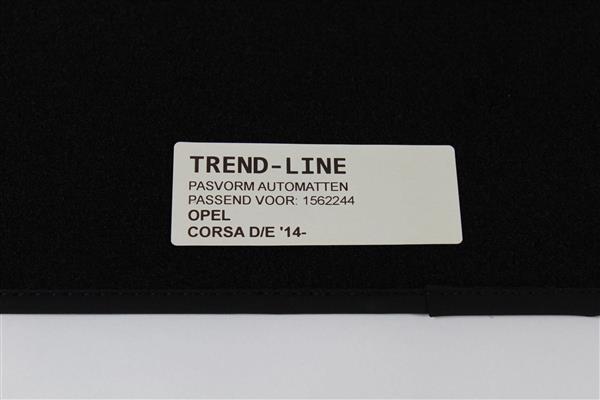 TREND-LINE
PASVORM AUTOMATTEN
PASSEND VOOR: 1562244
OPEL
CORSA D/E '14-